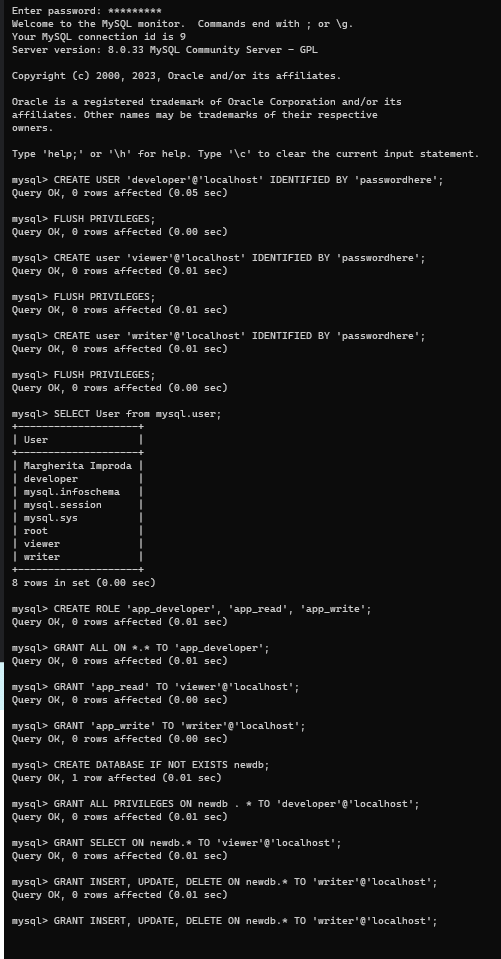 Enter password: *********
Welcome to the MySQL monitor.  Commands end with ; or \g.
Your MySQL connection id is 9
Server version: 8.0.33 MySQL Community Server - GPL

Copyright (c) 2000, 2023, Oracle and/or its affiliates.

Oracle is a registered trademark of Oracle Corporation and/or its
affiliates. Other names may be trademarks of their respective
owners.

Type 'help;' or '\h' for help. Type '\c' to clear the current input statement.

mysql> CREATE USER 'developer'@'localhost' IDENTIFIED BY 'passwordhere';
Query OK, 0 rows affected (0.05 sec)

mysql> FLUSH PRIVILEGES;
Query OK, 0 rows affected (0.00 sec)

mysql> CREATE user 'viewer'@'localhost' IDENTIFIED BY 'passwordhere';
Query OK, 0 rows affected (0.01 sec)

mysql> FLUSH PRIVILEGES;
Query OK, 0 rows affected (0.01 sec)

mysql> CREATE user 'writer'@'localhost' IDENTIFIED BY 'passwordhere';
Query OK, 0 rows affected (0.01 sec)

mysql> FLUSH PRIVILEGES;
Query OK, 0 rows affected (0.00 sec)

mysql> SELECT User from mysql.user;
+--------------------+
| User               |
+--------------------+
| Margherita Improda |
| developer          |
| mysql.infoschema   |
| mysql.session      |
| mysql.sys          |
| root               |
| viewer             |
| writer             |
+--------------------+
8 rows in set (0.00 sec)

mysql> CREATE ROLE 'app_developer', 'app_read', 'app_write';
Query OK, 0 rows affected (0.01 sec)

mysql> GRANT ALL ON *.* TO 'app_developer';
Query OK, 0 rows affected (0.01 sec)

mysql> GRANT 'app_read' TO 'viewer'@'localhost';
Query OK, 0 rows affected (0.00 sec)

mysql> GRANT 'app_write' TO 'writer'@'localhost';
Query OK, 0 rows affected (0.00 sec)

mysql> CREATE DATABASE IF NOT EXISTS newdb;
Query OK, 1 row affected (0.01 sec)

mysql> GRANT ALL PRIVILEGES ON newdb . * TO 'developer'@'localhost';
Query OK, 0 rows affected (0.01 sec)

mysql> GRANT SELECT ON newdb.* TO 'viewer'@'localhost';
Query OK, 0 rows affected (0.01 sec)

mysql> GRANT INSERT, UPDATE, DELETE ON newdb.* TO 'writer'@'localhost';
Query OK, 0 rows affected (0.01 sec)

mysql> GRANT INSERT, UPDATE, DELETE ON newdb.* TO 'writer'@'localhost';